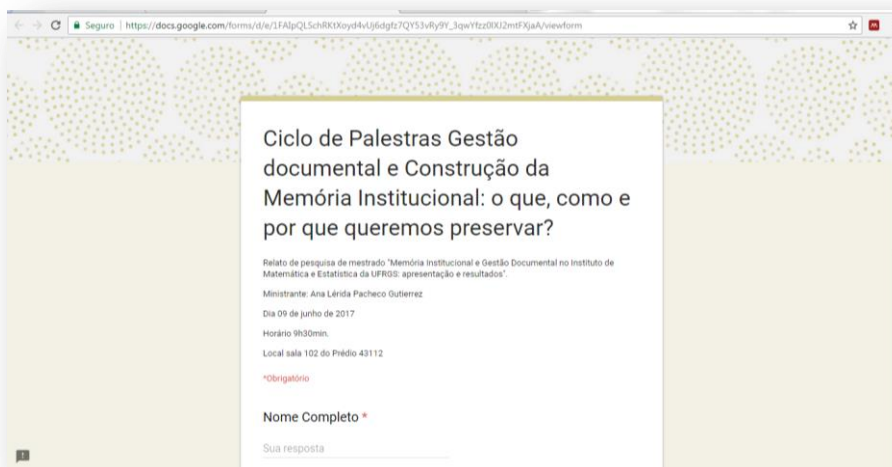 Seguro | https://docs.google.com/forms/d/e/1FAIpQLSchRKtXoyd4vUj6dgfz7QY53vRy9Y_3qwYfzz0lXJ2mtFXjaA/viewform
Ciclo de Palestras Gestão
documental e Construção da
Memória Institucional: o que, como e
por que queremos preservar?
Relato de pesquisa de mestrado "Memória Institucional e Gestão Documental no Instituto de
Matemática e Estatística da UFRGS: apresentação e resultados".
Ministrante: Ana Lérida Pacheco Gutierrez
Dia 09 de junho de 2017
Horário 9h30min.
Local sala 102 do Prédio 43112
*Obrigatório
Nome Completo *
Sua resposta